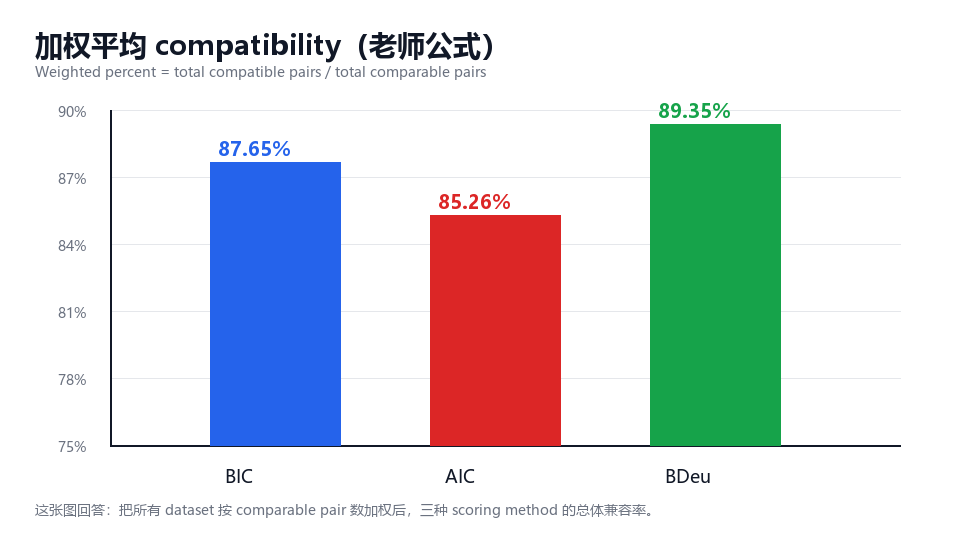 加权平均 compatibility（老师公式）
Weighted percent = total compatible pairs / total comparable pairs
90%
89.35%
87.65%
87%
85.26%
84%
81%
78%
75%
BIC
AIC
BDeu
这张图回答：把所有 dataset 按 comparable pair 数加权后，三种 scoring method 的总体兼容率。